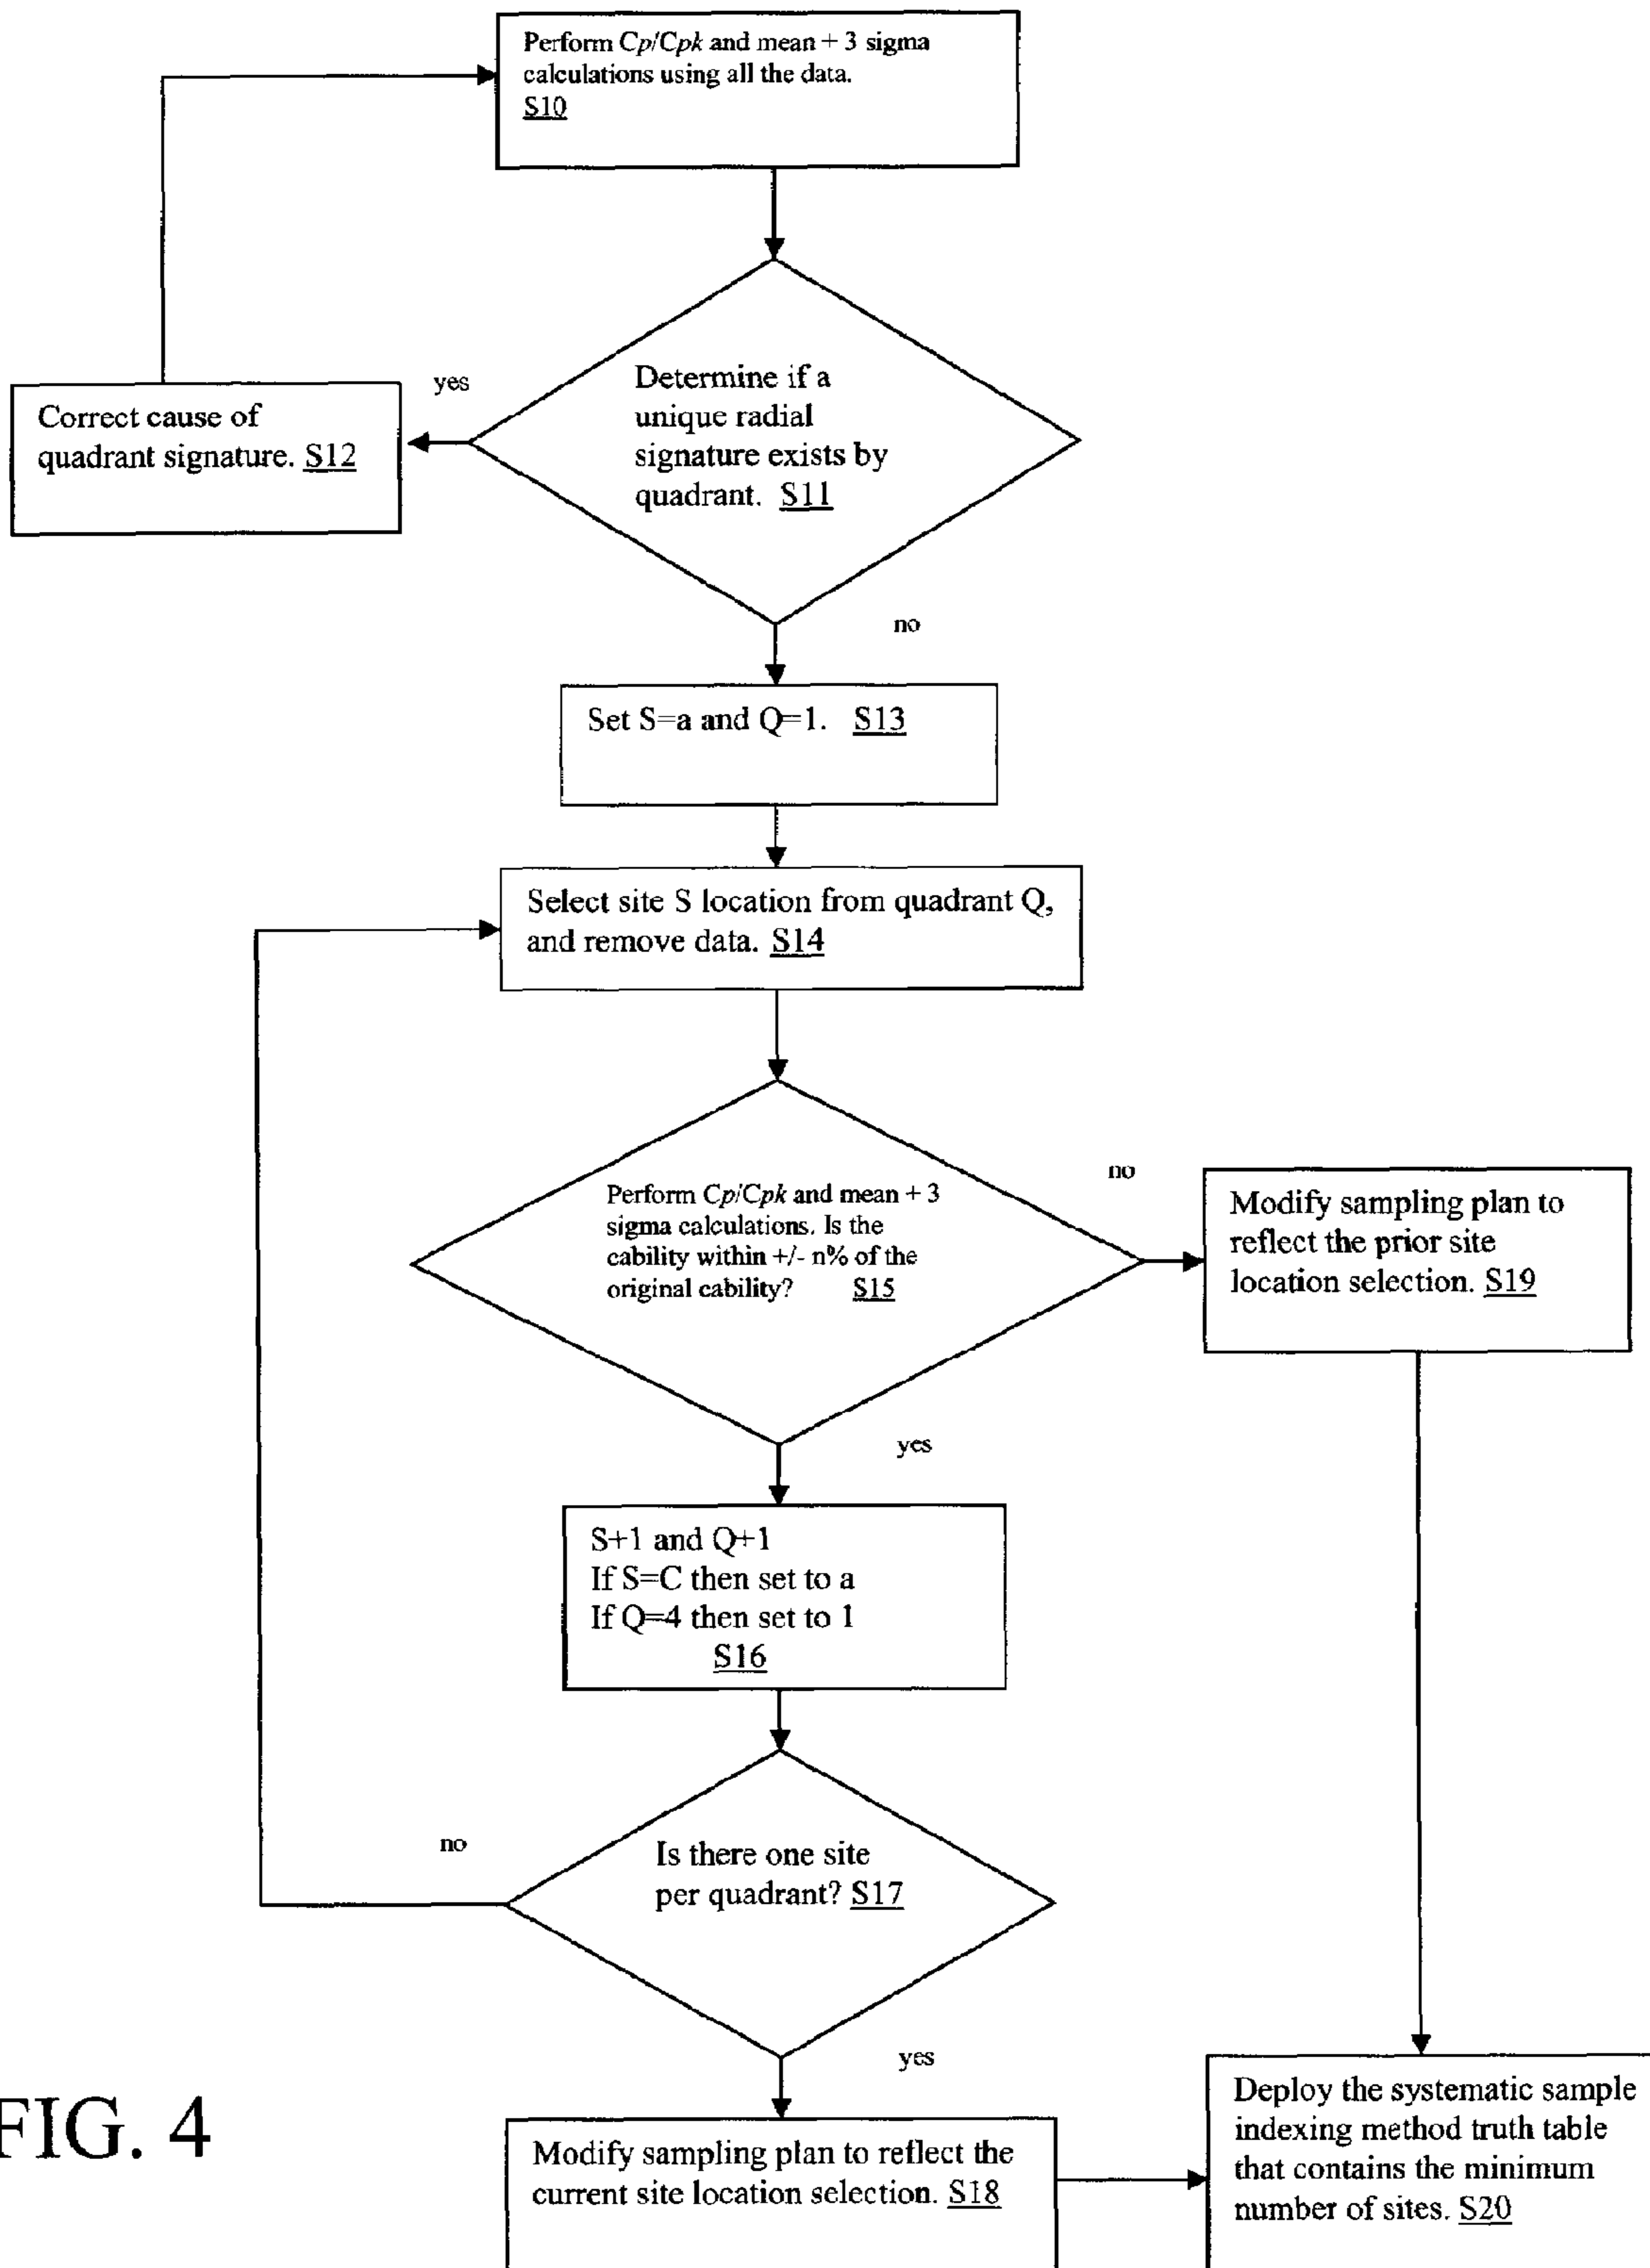 Perform Cp/Cpk and mean + 3 sigma
calculations using all the data.
S10
yes
Determine if a
unique radial
signature exists by
quadrant. S11
Correct cause of
quadrant signature. S12
no
Set S=a and Q=1. S13
Select site S location from quadrant Q,
and remove data. S14
no
Perform Cp/Cpk and mean + 3
sigma calculations. Is the
cability within +/- n% of the
original cability? S15
Modify sampling plan to
reflect the prior site
location selection. S19
yes
S+1 and Q+1
If S=C then set to a
If Q=4 then set to 1
S16
no
Is there one site
per quadrant? S17
yes
Deploy the systematic sample
indexing method truth table
that contains the minimum
number of sites. S20
Modify sampling plan to reflect the
current site location selection. S18
FIG. 4